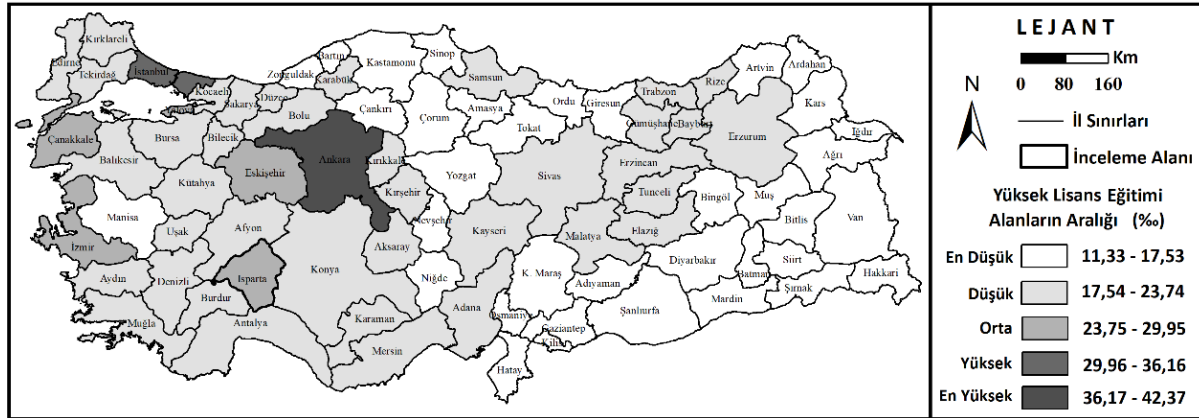 Kırklareli
Edirne
Tekirdağ
İstanbul
Kocaeli
Yalova
Sakarya
Düzce
Zonguldak
Bartın
Karabük
Kastamonu
Sinop
Samsun
Çankırı
Çorum
Amasya
Ordu
Giresun
Trabzon
Rize
Artvin
Ardahan
Kars
Iğdır
Ağrı
Erzurum
Bayburt
Gümüşhane
Tokat
Bolu
Bilecik
Bursa
Çanakkale
Balıkesir
Kütahya
Eskişehir
Ankara
Kırıkkale
Yozgat
Sivas
Erzincan
Tunceli
Bingöl
Muş
Bitlis
Van
Hakkari
Siirt
Şırnak
Batman
Mardin
Diyarbakır
Elazığ
Malatya
Adıyaman
Şanlıurfa
K. Maraş
Kayseri
Nevşehir
Kırşehir
Aksaray
Niğde
Konya
Afyon
Uşak
Manisa
İzmir
Aydın
Denizli
Muğla
Burdur
Isparta
Antalya
Karaman
Mersin
Adana
Osmaniye
Gaziantep
Kilis
Hatay
LEJANT
Km
0 80 160
N
İl Sınırları
İnceleme Alanı
Yüksek Lisans Eğitimi
Alanların Aralığı (‰)
En Düşük 11,33 - 17,53
Düşük 17,54 - 23,74
Orta 23,75 - 29,95
Yüksek 29,96 - 36,16
En Yüksek 36,17 - 42,37